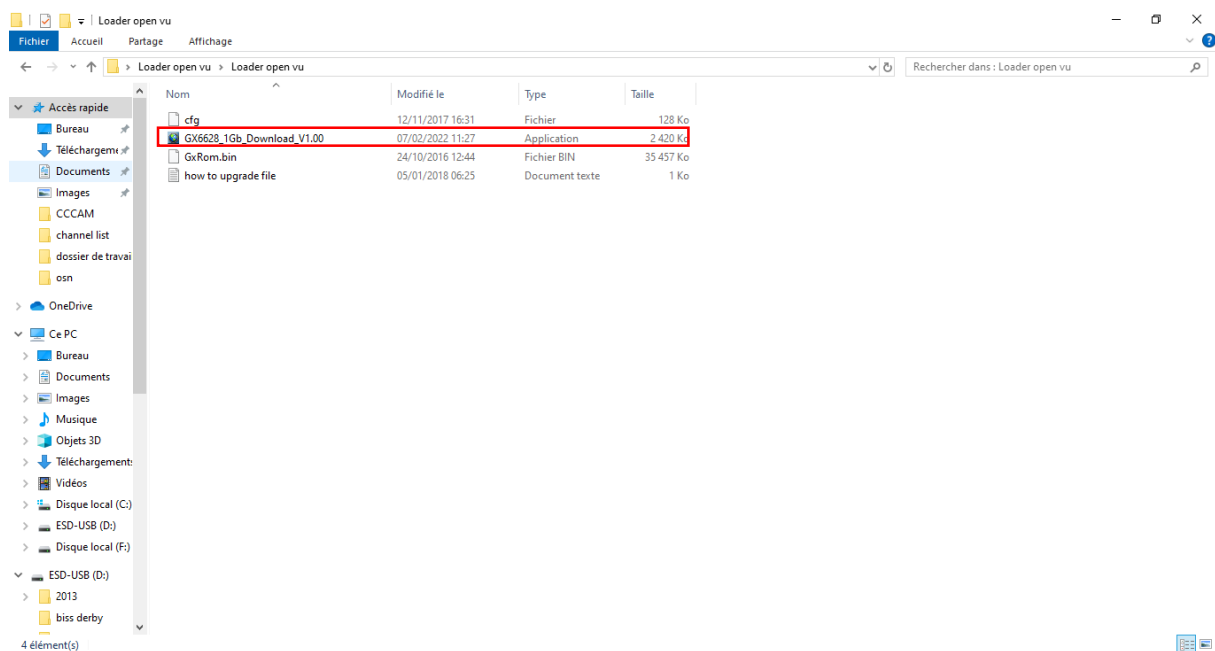 Loader open vu
Fichier Accueil Partage Affichage
Loader open vu › Loader open vu Rechercher dans : Loader open vu
Nom Modifié le Type Taille
cfg 12/11/2017 16:31 Fichier 128 Ko
GX6628_1Gb_Download_V1.00 07/02/2022 11:27 Application 2 420 Ko
GxRom.bin 24/10/2016 12:44 Fichier BIN 35 457 Ko
how to upgrade file 05/01/2018 06:25 Document texte 1 Ko
Accès rapide
Bureau
Téléchargeme
Documents
Images
CCCAM
channel list
dossier de travai
osn
OneDrive
Ce PC
Bureau
Documents
Images
Musique
Objets 3D
Téléchargements
Vidéos
Disque local (C:)
ESD-USB (D:)
Disque local (F:)
ESD-USB (D:)
2013
biss derby
4 élément(s)